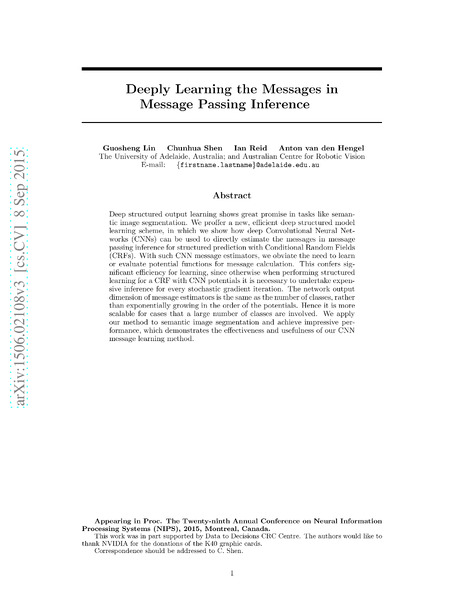 Deeply Learning the Messages in
Message Passing Inference
Guosheng Lin Chunhua Shen Ian Reid Anton van den Hengel
The University of Adelaide, Australia; and Australian Centre for Robotic Vision
E-mail: {firstname.lastname}@adelaide.edu.au
Abstract
Deep structured output learning shows great promise in tasks like seman-
tic image segmentation. We proffer a new, efficient deep structured model
learning scheme, in which we show how deep Convolutional Neural Net-
works (CNNs) can be used to directly estimate the messages in message
passing inference for structured prediction with Conditional Random Fields
(CRFs). With such CNN message estimators, we obviate the need to learn
or evaluate potential functions for message calculation. This confers sig-
nificant efficiency for learning, since otherwise when performing structured
learning for a CRF with CNN potentials it is necessary to undertake expen-
sive inference for every stochastic gradient iteration. The network output
dimension of message estimators is the same as the number of classes, rather
than exponentially growing in the order of the potentials. Hence it is more
scalable for cases that a large number of classes are involved. We apply
our method to semantic image segmentation and achieve impressive per-
formance, which demonstrates the effectiveness and usefulness of our CNN
message learning method.
arXiv:1506.02108v3 [cs.CV] 8 Sep 2015
Appearing in Proc. The Twenty-ninth Annual Conference on Neural Information
Processing Systems (NIPS), 2015, Montreal, Canada.
This work was in part supported by Data to Decisions CRC Centre. The authors would like to
thank NVIDIA for the donations of the K40 graphic cards.
Correspondence should be addressed to C. Shen.
1